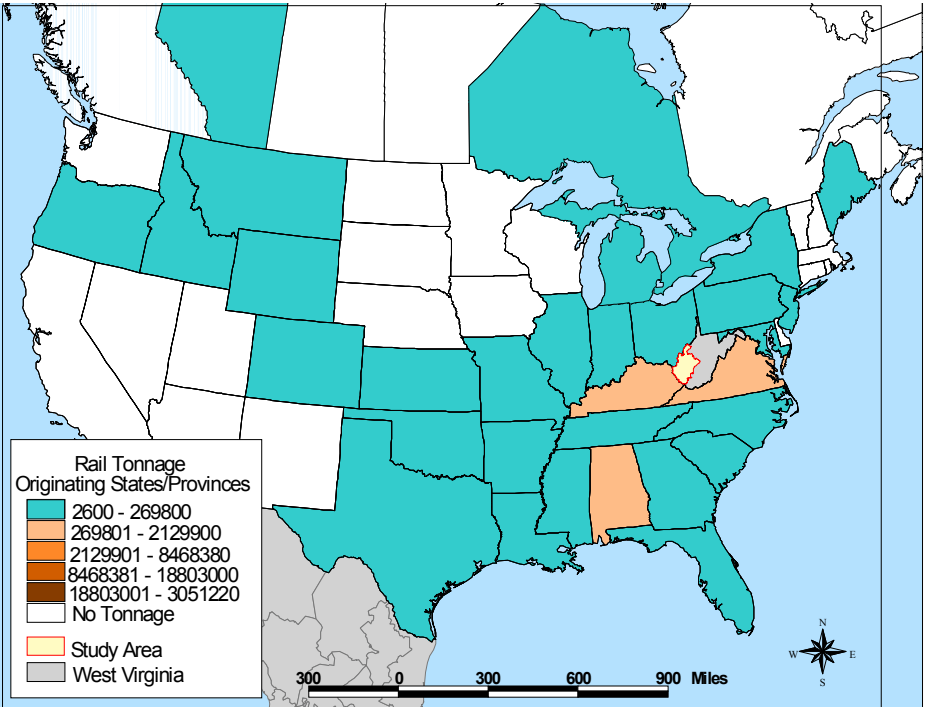 Rail Tonnage
Originating States/Provinces
2600 - 269800
269801 - 2129900
2129901 - 8468380
8468381 - 18803000
18803001 - 3051220
No Tonnage
Study Area
West Virginia
300 0 300 600 900 Miles
N
W E
S